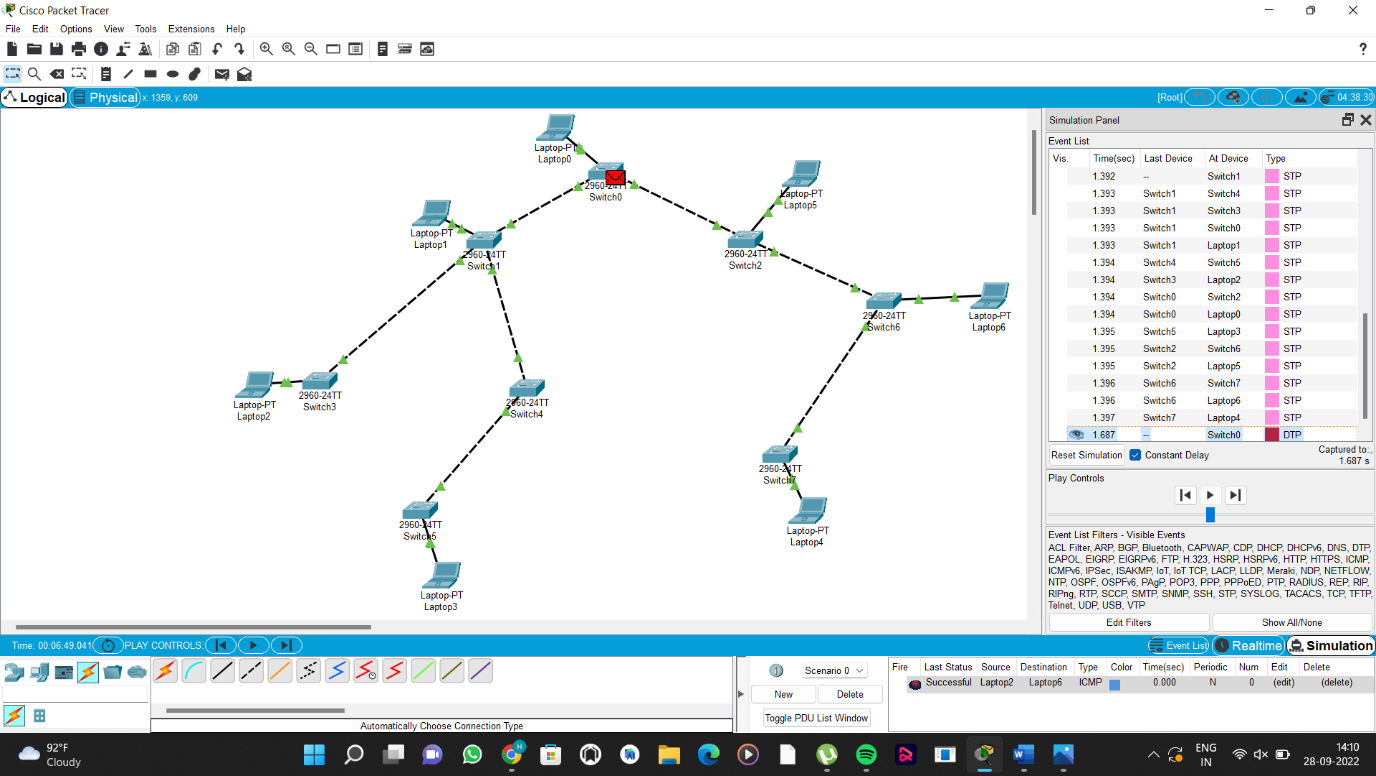 Cisco Packet Tracer
File Edit Options View Tools Extensions Help
?
Logical Physical x: 1359, y: 609 [Root] 04:38:30
Laptop-PT
Laptop0
2960-24TT
Switch0
Laptop-PT
Laptop5
Laptop-PT
Laptop1
2960-24TT
Switch1
2960-24TT
Switch2
2960-24TT
Switch6
Laptop-PT
Laptop6
Laptop-PT
Laptop2
2960-24TT
Switch3
2960-24TT
Switch4
2960-24TT
Switch7
Laptop-PT
Laptop4
2960-24TT
Switch5
Laptop-PT
Laptop3
Simulation Panel
Event List
Vis. Time(sec) Last Device At Device Type
1.392 -- Switch1 STP
1.393 Switch1 Switch4 STP
1.393 Switch1 Switch3 STP
1.393 Switch1 Switch0 STP
1.393 Switch1 Laptop1 STP
1.394 Switch4 Switch5 STP
1.394 Switch3 Laptop2 STP
1.394 Switch0 Switch2 STP
1.394 Switch0 Laptop0 STP
1.395 Switch5 Laptop3 STP
1.395 Switch2 Switch6 STP
1.395 Switch2 Laptop5 STP
1.396 Switch6 Switch7 STP
1.396 Switch6 Laptop6 STP
1.397 Switch7 Laptop4 STP
1.687 -- Switch0 DTP
Reset Simulation Constant Delay Captured to:,
1.687 s
Play Controls
Event List Filters - Visible Events
ACL Filter, ARP, BGP, Bluetooth, CAPWAP, CDP, DHCP, DHCPv6, DNS, DTP,
EAPOL, EIGRP, EIGRPv6, FTP, H.323, HSRP, HSRPv6, HTTP, HTTPS, ICMP,
ICMPv6, IPSec, ISAKMP, IoT, IoT TCP, LACP, LLDP, Meraki, NDP, NETFLOW,
NTP, OSPF, OSPFv6, PAgP, POP3, PPP, PPPoED, PTP, RADIUS, REP, RIP,
RIPng, RTP, SCCP, SMTP, SNMP, SSH, STP, SYSLOG, TACACS, TCP, TFTP,
Telnet, UDP, USB, VTP
Edit Filters Show All/None
Time: 00:06:49.041 PLAY CONTROLS: Event List Realtime Simulation
Automatically Choose Connection Type
Scenario 0
New Delete
Toggle PDU List Window
Fire Last Status Source Destination Type Color Time(sec) Periodic Num Edit Delete
Successful Laptop2 Laptop6 ICMP 0.000 N 0 (edit) (delete)
92°F
Cloudy
ENG
IN
14:10
28-09-2022